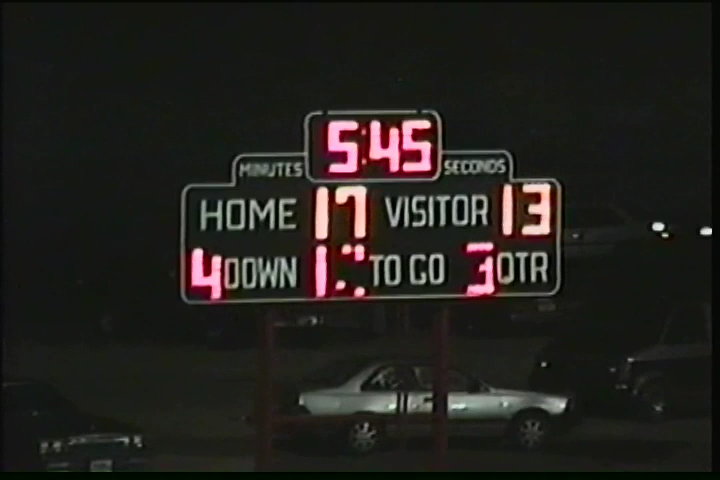 5:45
MINUTES SECONDS
HOME 17 VISITOR 13
4 DOWN TO GO 3 QTR